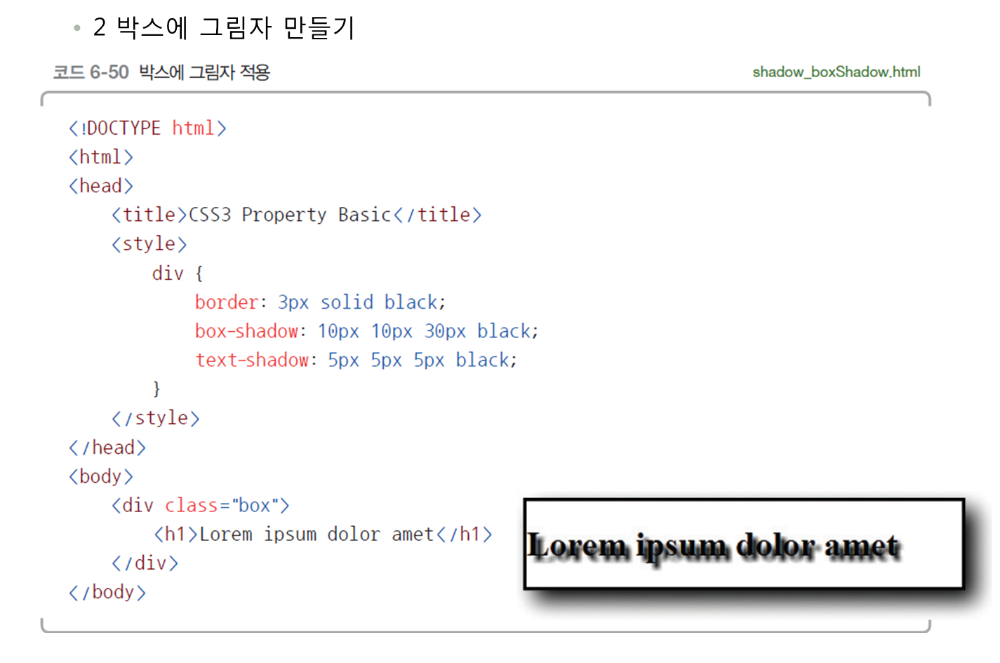 • 2 박스에 그림자 만들기
코드 6-50 박스에 그림자 적용 shadow_boxShadow.html
<!DOCTYPE html>
<html>
<head>
<title>CSS3 Property Basic</title>
<style>
div {
border: 3px solid black;
box-shadow: 10px 10px 30px black;
text-shadow: 5px 5px 5px black;
}
</style>
</head>
<body>
<div class="box">
<h1>Lorem ipsum dolor amet</h1>
</div>
</body>
Lorem ipsum dolor amet